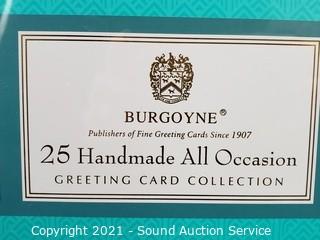 BURGOYNE®
Publishers of Fine Greeting Cards Since 1907
25 Handmade All Occasion
GREETING CARD COLLECTION
Copyright 2021 - Sound Auction Service